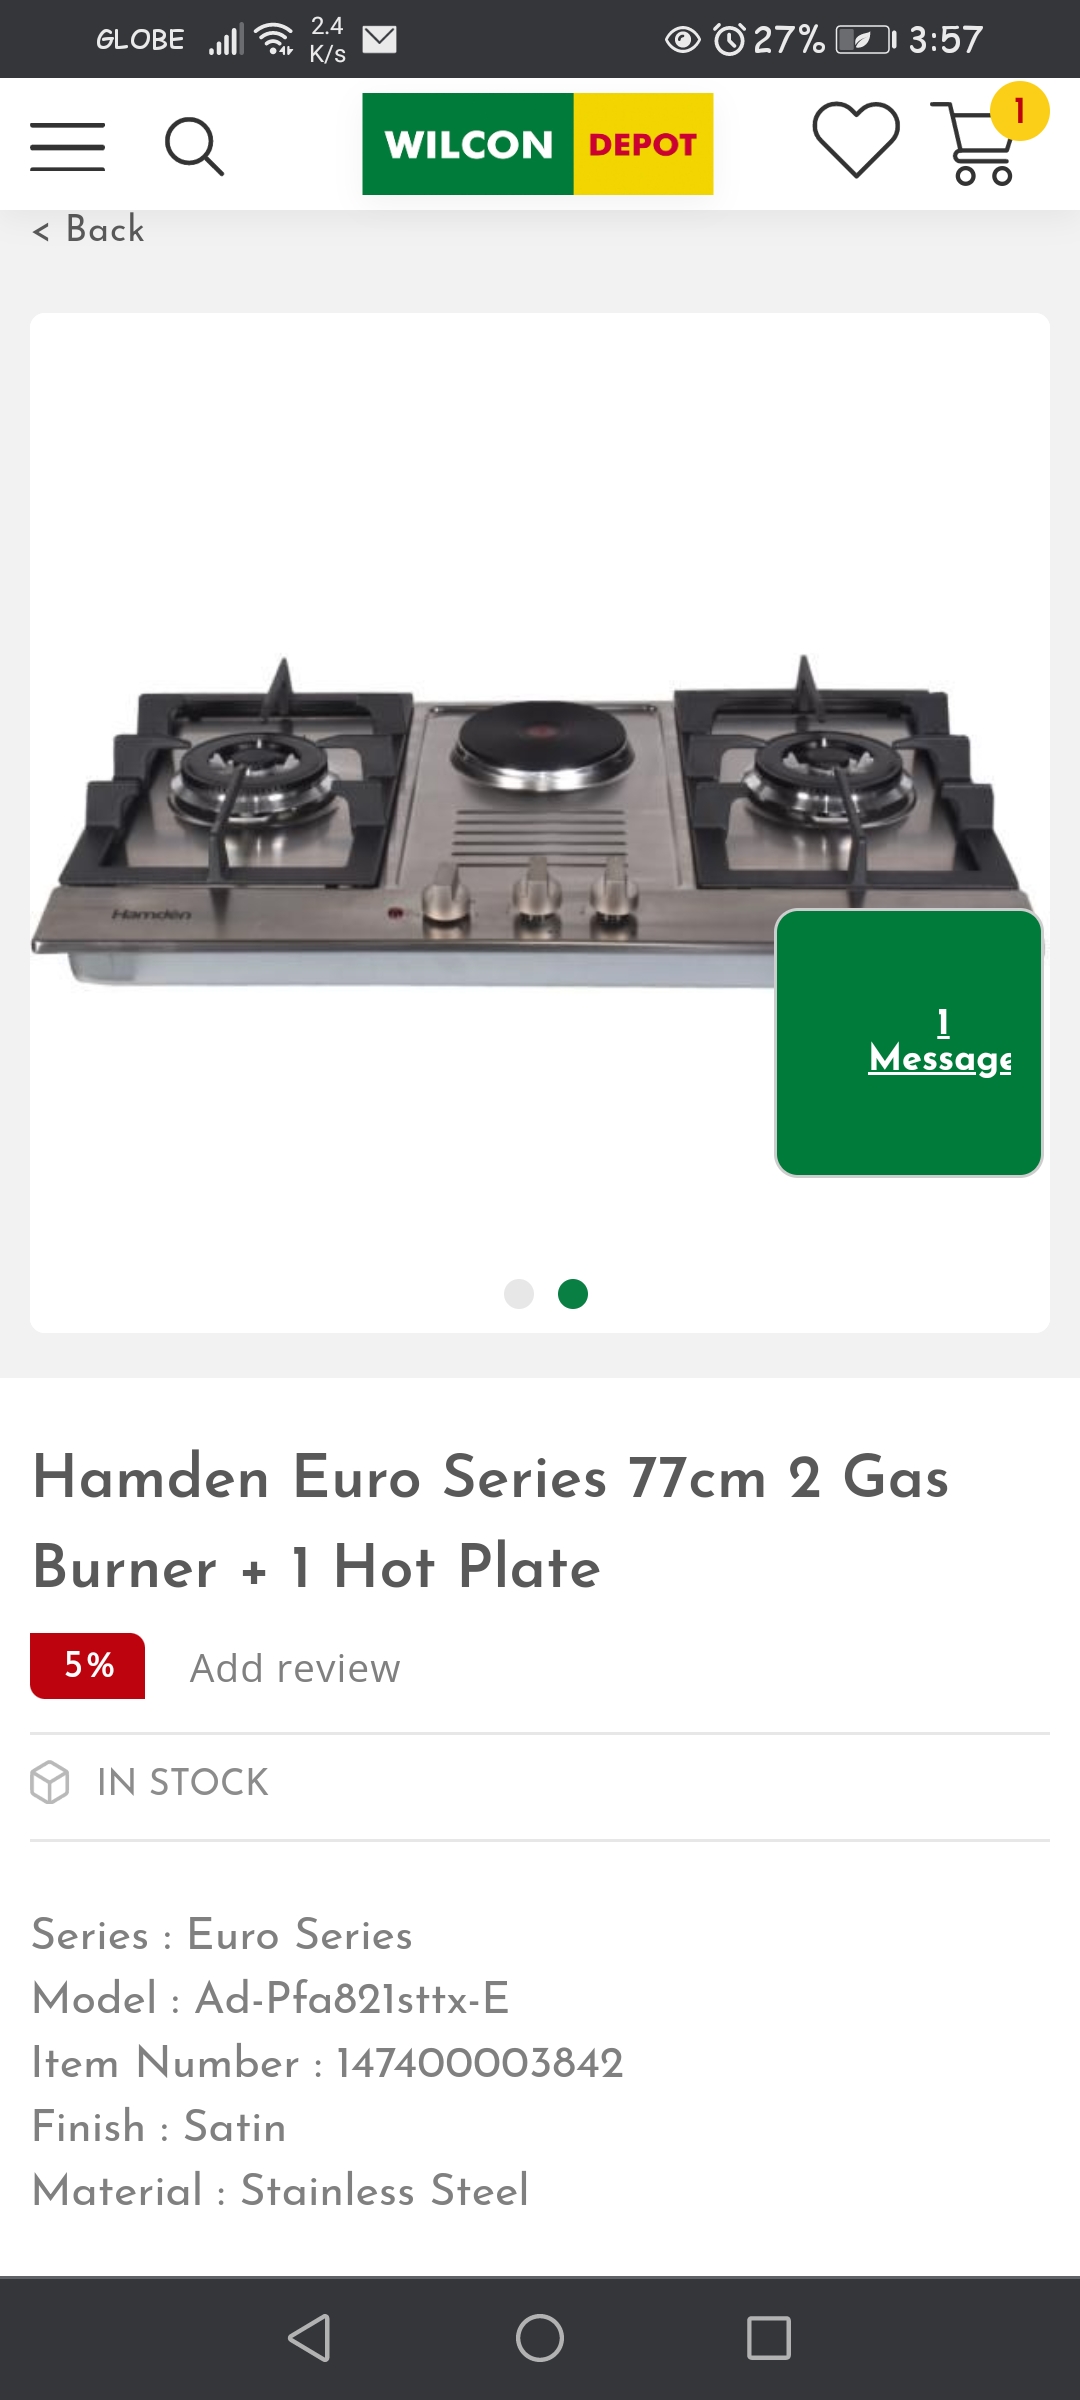 GLOBE 2.4 K/s 27% 3:57
WILCON DEPOT 1
< Back
Hamden
1
Message
Hamden Euro Series 77cm 2 Gas
Burner + 1 Hot Plate
5% Add review
IN STOCK
Series : Euro Series
Model : Ad-Pfa821sttx-E
Item Number : 147400003842
Finish : Satin
Material : Stainless Steel